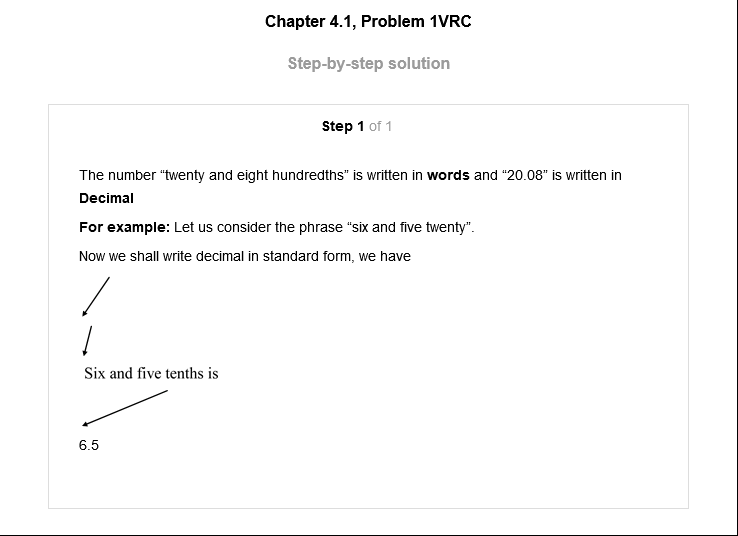 Chapter 4.1, Problem 1VRC
Step-by-step solution
Step 1 of 1
The number “twenty and eight hundredths” is written in words and “20.08” is written in
Decimal
For example: Let us consider the phrase “six and five twenty”.
Now we shall write decimal in standard form, we have
Six and five tenths is
6.5